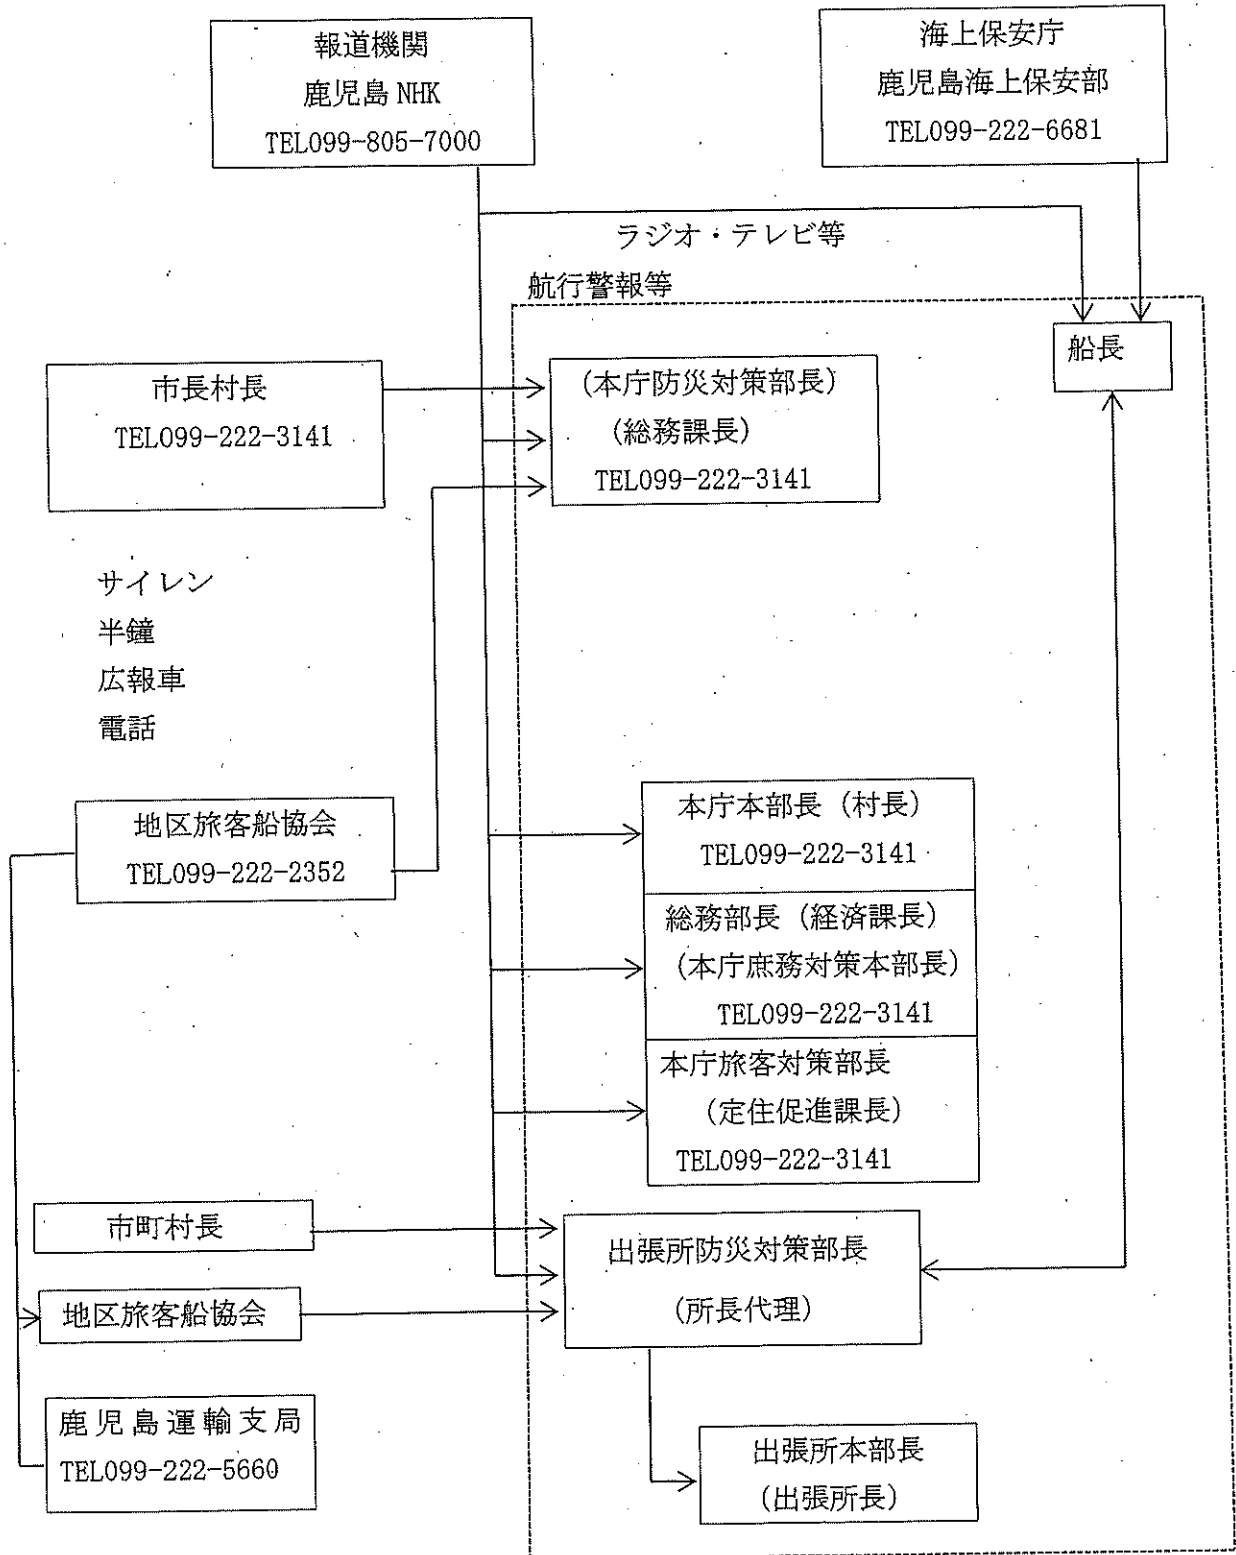 報道機関
鹿児島 NHK
TEL099-805-7000
海上保安庁
鹿児島海上保安部
TEL099-222-6681
ラジオ・テレビ等
航行警報等
船長
市長村長
TEL099-222-3141
(本庁防災対策部長)
(総務課長)
TEL099-222-3141
サイレン
半鐘
広報車
電話
地区旅客船協会
TEL099-222-2352
本庁本部長（村長）
TEL099-222-3141
総務部長（経済課長）
(本庁庶務対策本部長)
TEL099-222-3141
本庁旅客対策部長
(定住促進課長)
TEL099-222-3141
市町村長
出張所防災対策部長
(所長代理)
地区旅客船協会
鹿児島運輸支局
TEL099-222-5660
出張所本部長
(出張所長)